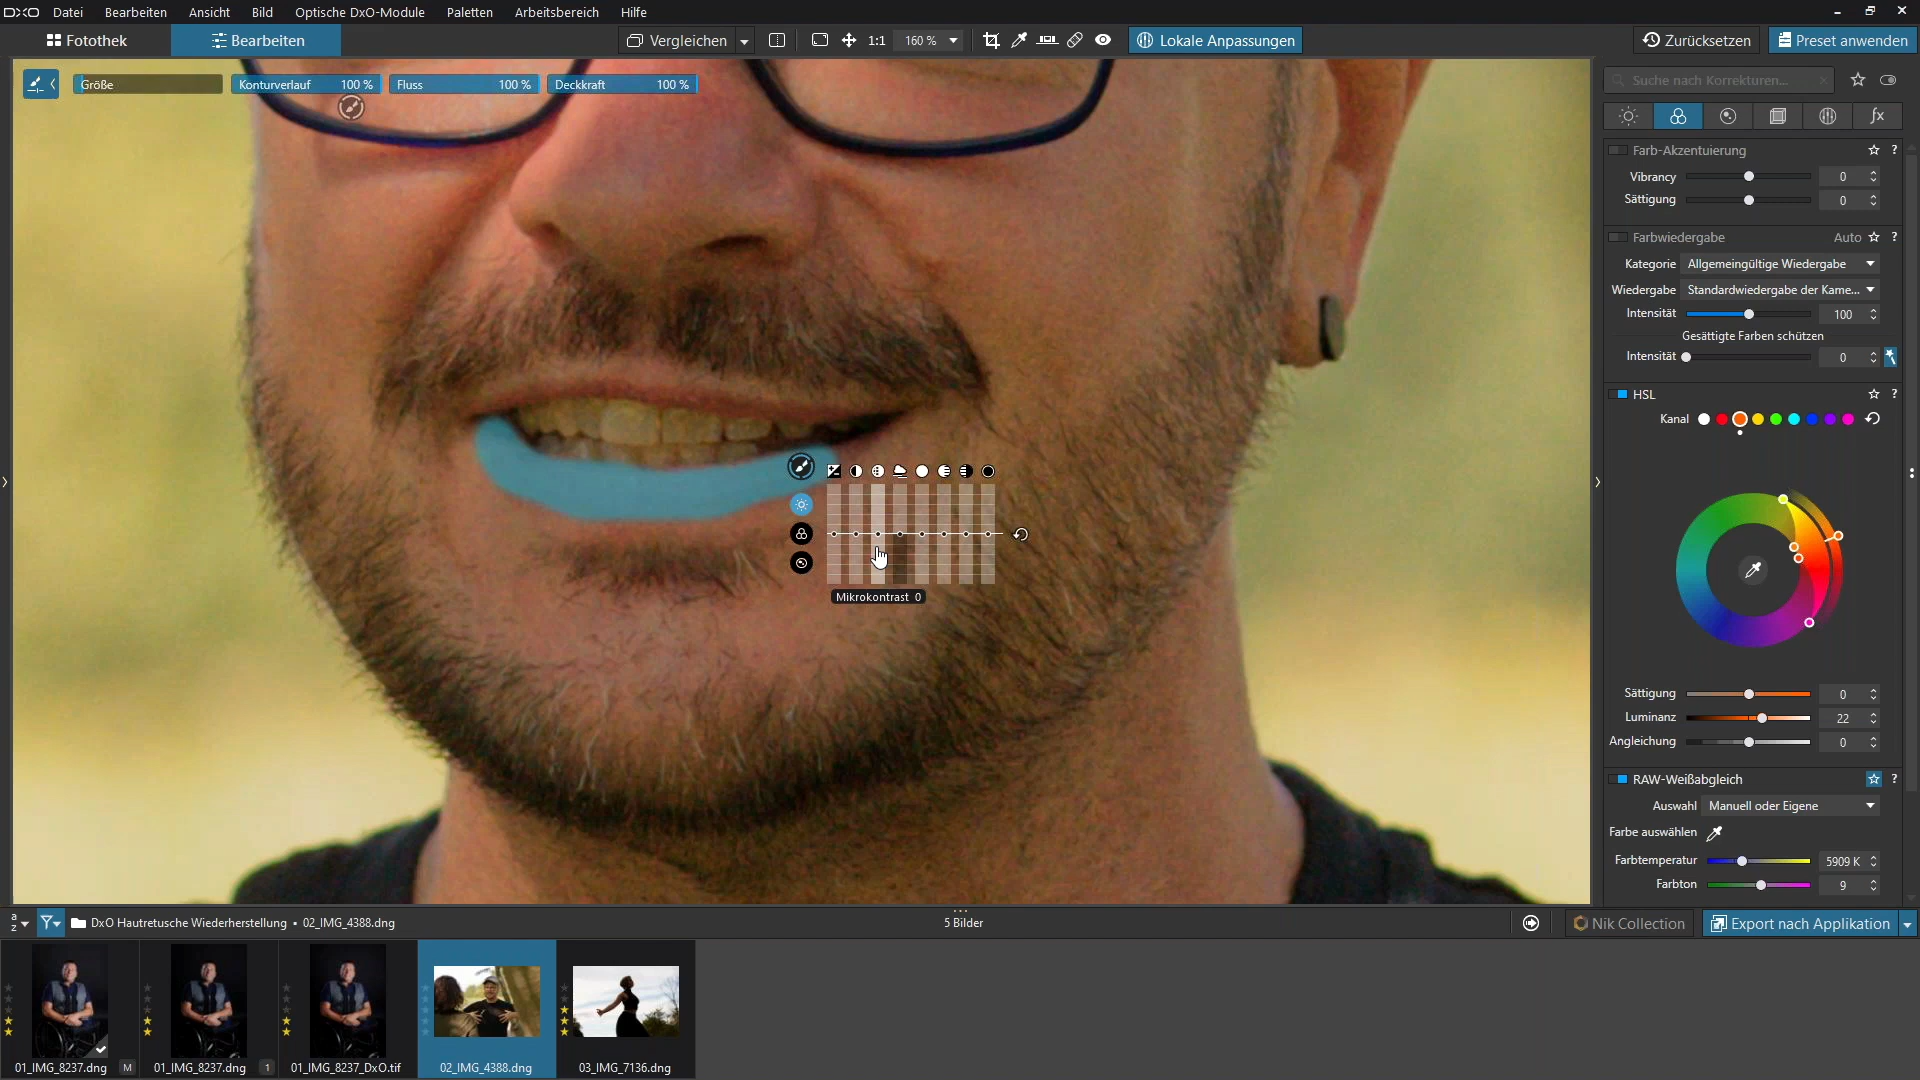 DXO Datei Bearbeiten Ansicht Bild Optische DxO-Module Paletten Arbeitsbereich Hilfe
Fotothek Bearbeiten Vergleichen 1:1 160 % Lokale Anpassungen Zurücksetzen Preset anwenden
Größe Konturverlauf 100 % Fluss 100 % Deckkraft 100 %
Suche nach Korrekturen...
fx
Farb-Akzentuierung ?
Vibrancy 0
Sättigung 0
Farbwiedergabe Auto ?
Kategorie Allgemeingültige Wiedergabe
Wiedergabe Standardwiedergabe der Kame...
Intensität 100
Gesättigte Farben schützen
Intensität 0
HSL ?
Kanal
Mikrokontrast 0
Sättigung 0
Luminanz 22
Angleichung 0
RAW-Weißabgleich ?
Auswahl Manuell oder Eigene
Farbe auswählen
Farbtemperatur 5909 K
Farbton 9
a z DxO Hautretusche Wiederherstellung • 02_IMG_4388.dng 5 Bilder Nik Collection Export nach Applikation
01_IMG_8237.dng M 01_IMG_8237.dng 1 01_IMG_8237_DxO.tif 02_IMG_4388.dng 03_IMG_7136.dng